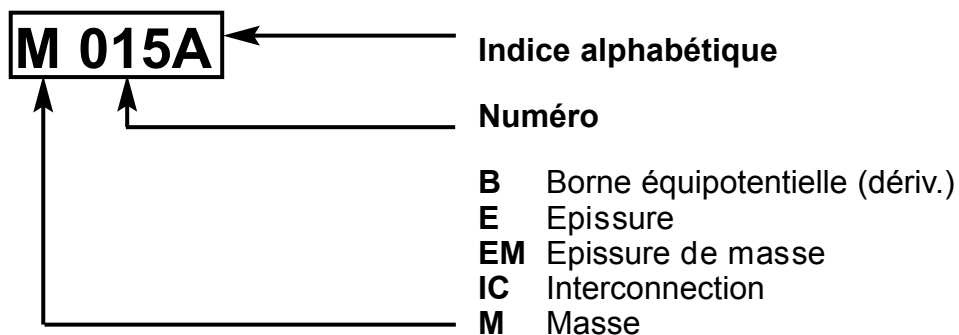 M 015A
Indice alphabétique
Numéro
B Borne équipotentielle (dériv.)
E Epissure
EM Epissure de masse
IC Interconnection
M Masse